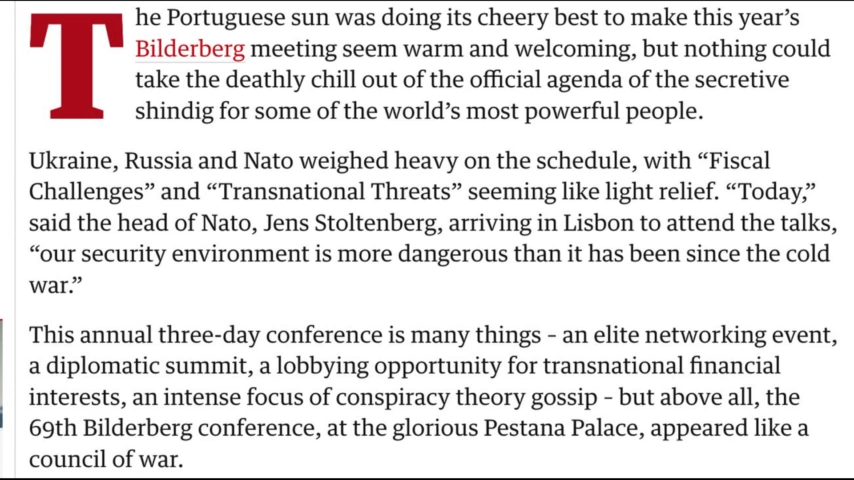 The Portuguese sun was doing its cheery best to make this year’s
Bilderberg meeting seem warm and welcoming, but nothing could
take the deathly chill out of the official agenda of the secretive
shindig for some of the world’s most powerful people.
Ukraine, Russia and Nato weighed heavy on the schedule, with “Fiscal
Challenges” and “Transnational Threats” seeming like light relief. “Today,”
said the head of Nato, Jens Stoltenberg, arriving in Lisbon to attend the talks,
“our security environment is more dangerous than it has been since the cold
war.”
This annual three-day conference is many things – an elite networking event,
a diplomatic summit, a lobbying opportunity for transnational financial
interests, an intense focus of conspiracy theory gossip – but above all, the
69th Bilderberg conference, at the glorious Pestana Palace, appeared like a
council of war.